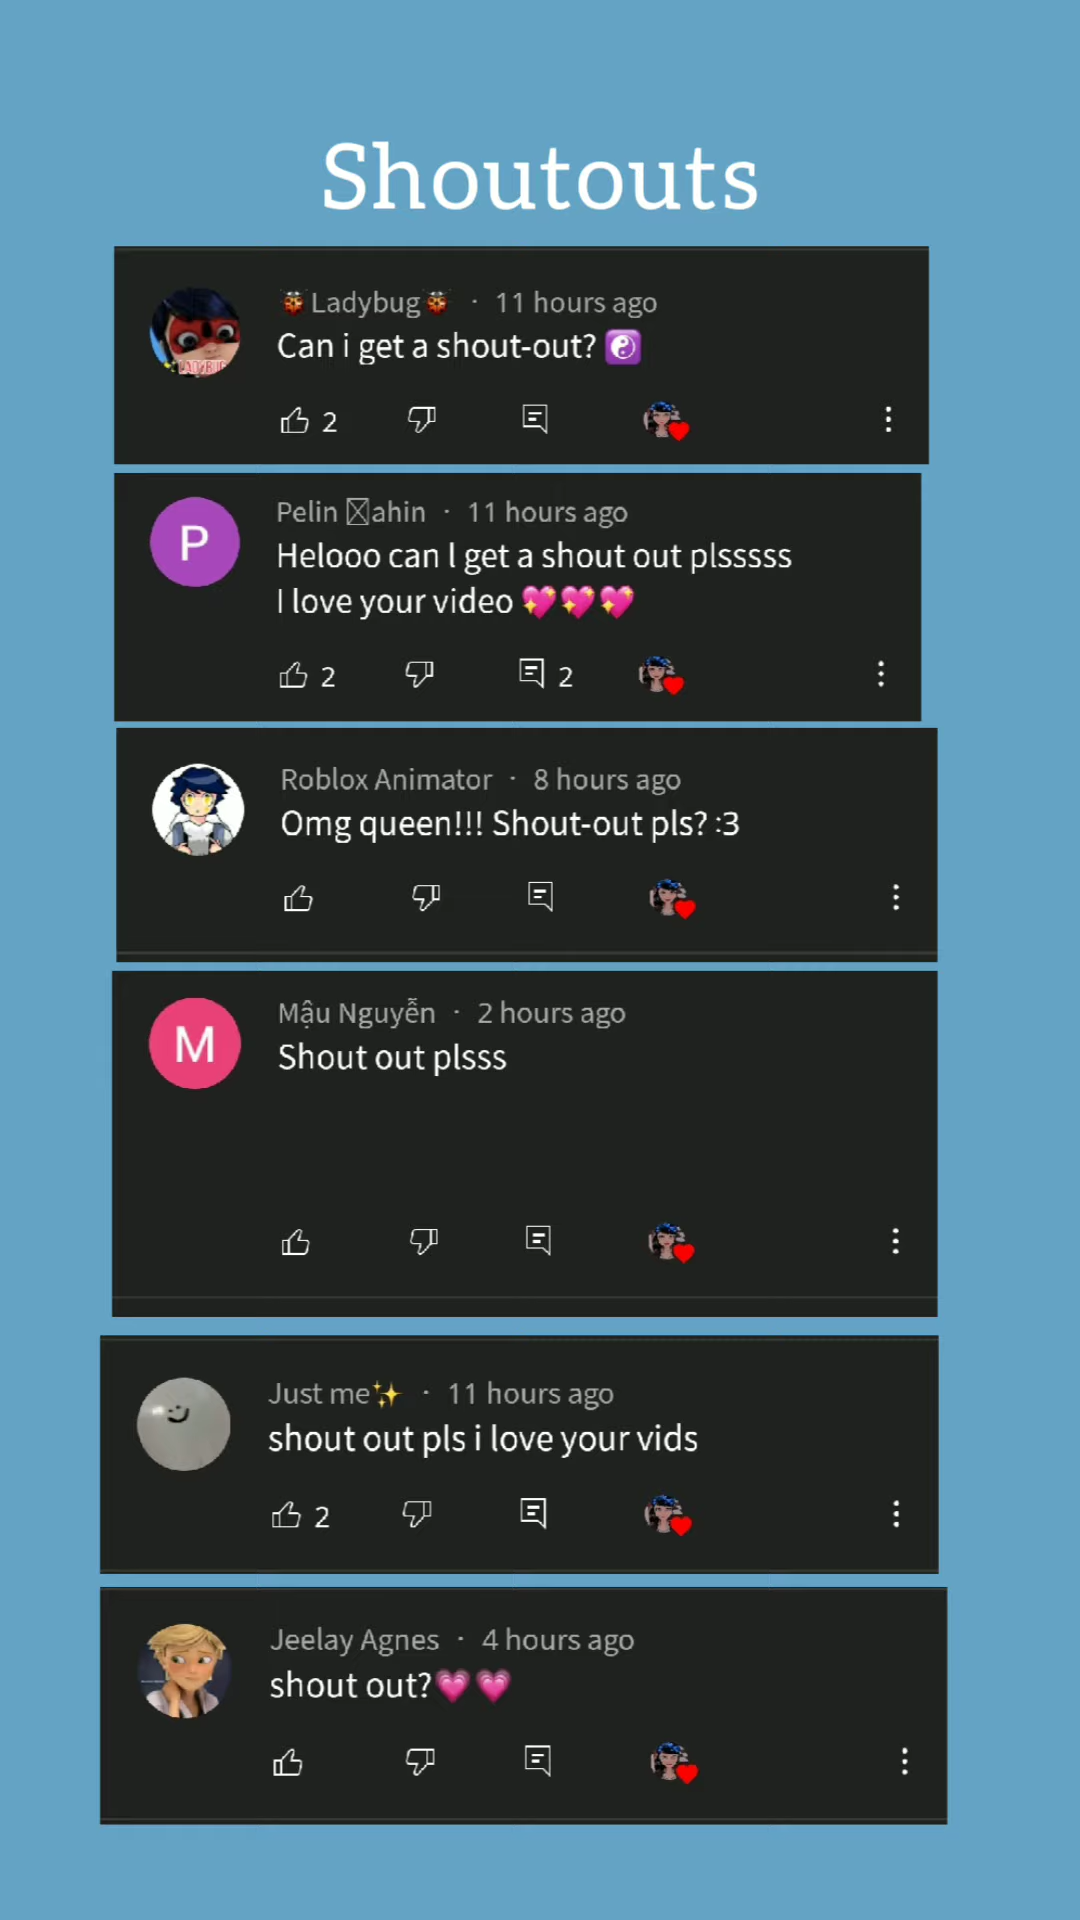 Shoutouts
🐞Ladybug🐞 · 11 hours ago
Can i get a shout-out? ☯️
2
P
Pelin ☒ahin · 11 hours ago
Helooo can l get a shout out plsssss
I love your video 💖💖💖
2 2
Roblox Animator · 8 hours ago
Omg queen!!! Shout-out pls? :3
M
Mậu Nguyễn · 2 hours ago
Shout out plsss
Just me✨ · 11 hours ago
shout out pls i love your vids
2
Jeelay Agnes · 4 hours ago
shout out?💗💗